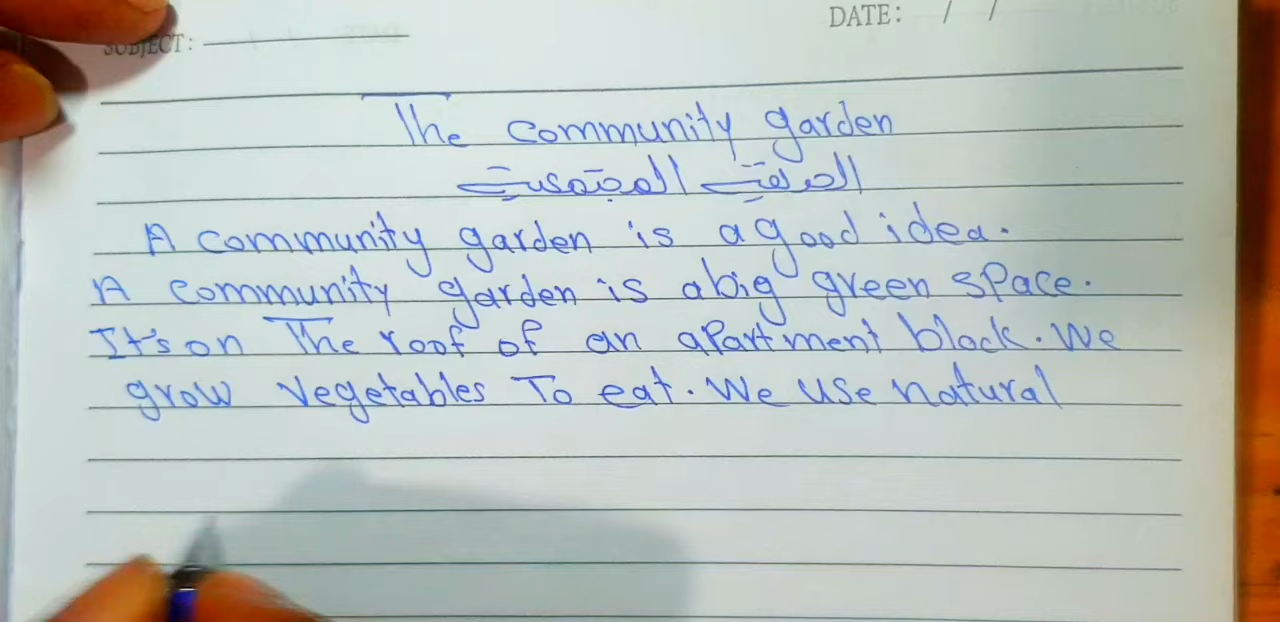 SUBJECT:
DATE: / /
The community garden
الحديقة المجتمعية
A community garden is a good idea.
A community garden is a big green space.
It's on The roof of an apartment block. We
grow vegetables To eat. We use natural